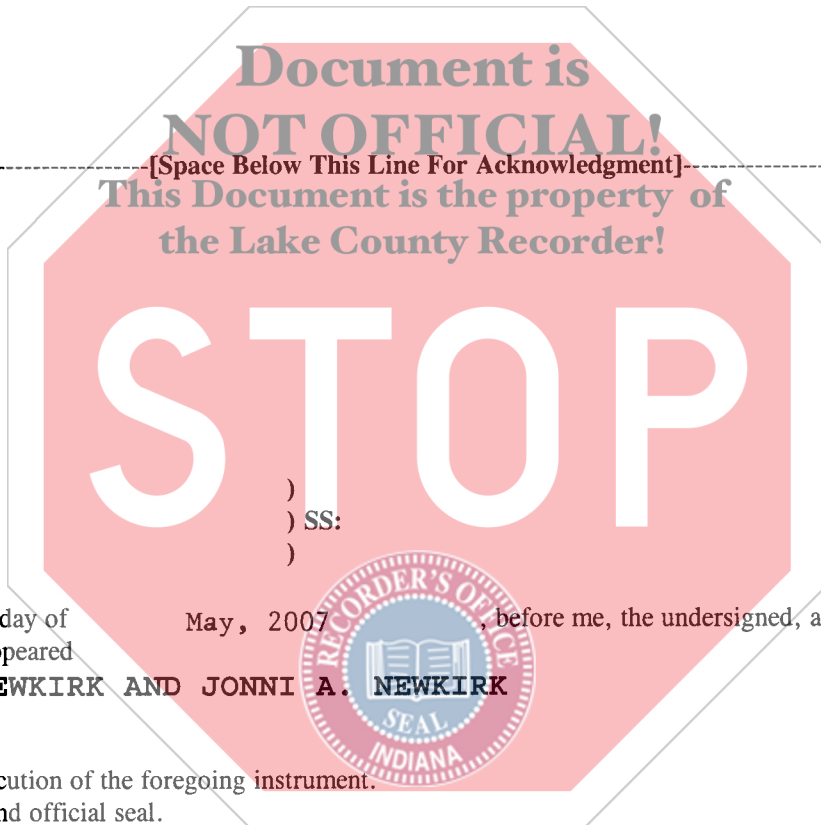 Document is
NOT OFFICIAL!
[Space Below This Line For Acknowledgment]
This Document is the property of
the Lake County Recorder!
STOP
)
) SS:
)
day of May, 2007 , before me, the undersigned, a
peared
EWKIRK AND JONNI A. NEWKIRK
RECORDER'S OFFICE
SEAL
INDIANA
cution of the foregoing instrument.
nd official seal.